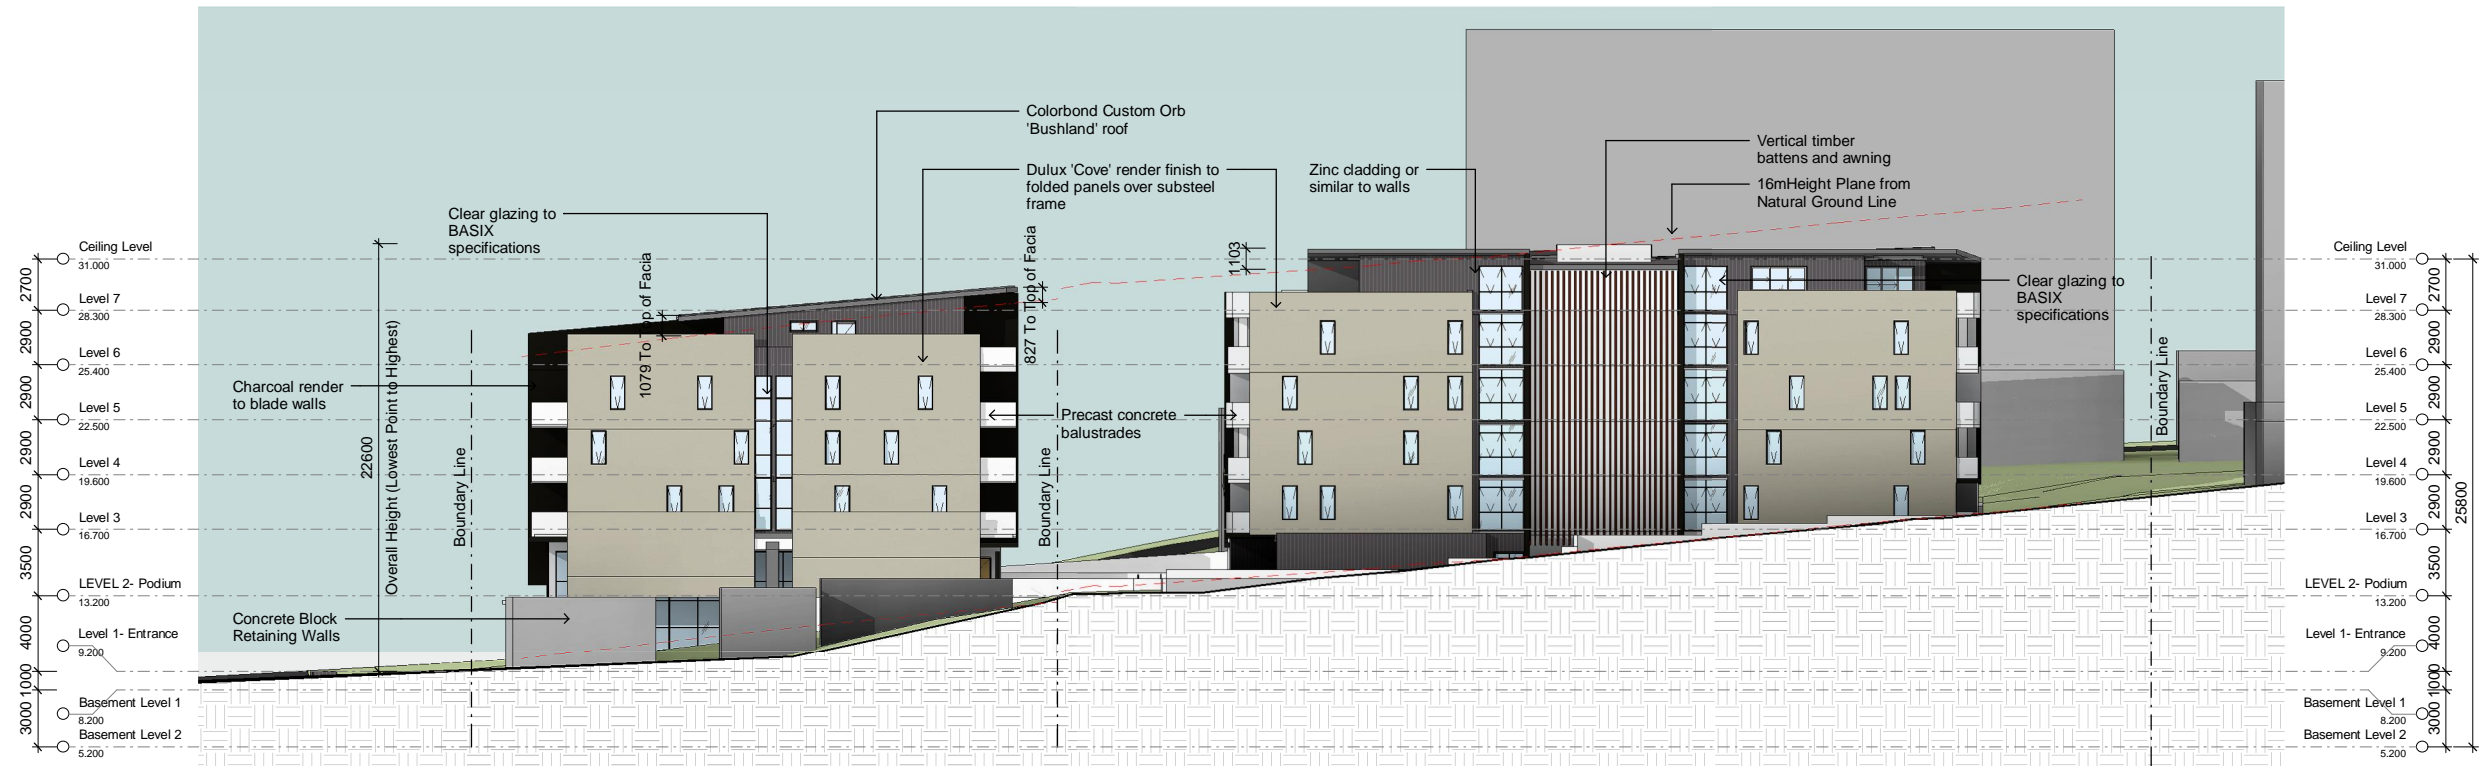 Colorbond Custom Orb
'Bushland' roof
Dulux 'Cove' render finish to
folded panels over substeel
frame
Zinc cladding or
similar to walls
Vertical timber
battens and awning
16mHeight Plane from
Natural Ground Line
Clear glazing to
BASIX
specifications
Clear glazing to
BASIX
specifications
Charcoal render
to blade walls
Precast concrete
balustrades
Concrete Block
Retaining Walls
Overall Height (Lowest Point to Highest)
22600
1079 To Top of Facia
827 To Top of Facia
1103
Boundary Line
Boundary Line
Boundary Line
Ceiling Level
31.000
Level 7
28.300
Level 6
25.400
Level 5
22.500
Level 4
19.600
Level 3
16.700
LEVEL 2- Podium
13.200
Level 1- Entrance
9.200
Basement Level 1
8.200
Basement Level 2
5.200
2700
2900
2900
2900
2900
3500
4000
1000
3000
Ceiling Level
31.000
Level 7
28.300
Level 6
25.400
Level 5
22.500
Level 4
19.600
Level 3
16.700
LEVEL 2- Podium
13.200
Level 1- Entrance
9.200
Basement Level 1
8.200
Basement Level 2
5.200
2700
2900
2900
2900
2900
3500
4000
1000
3000
25800